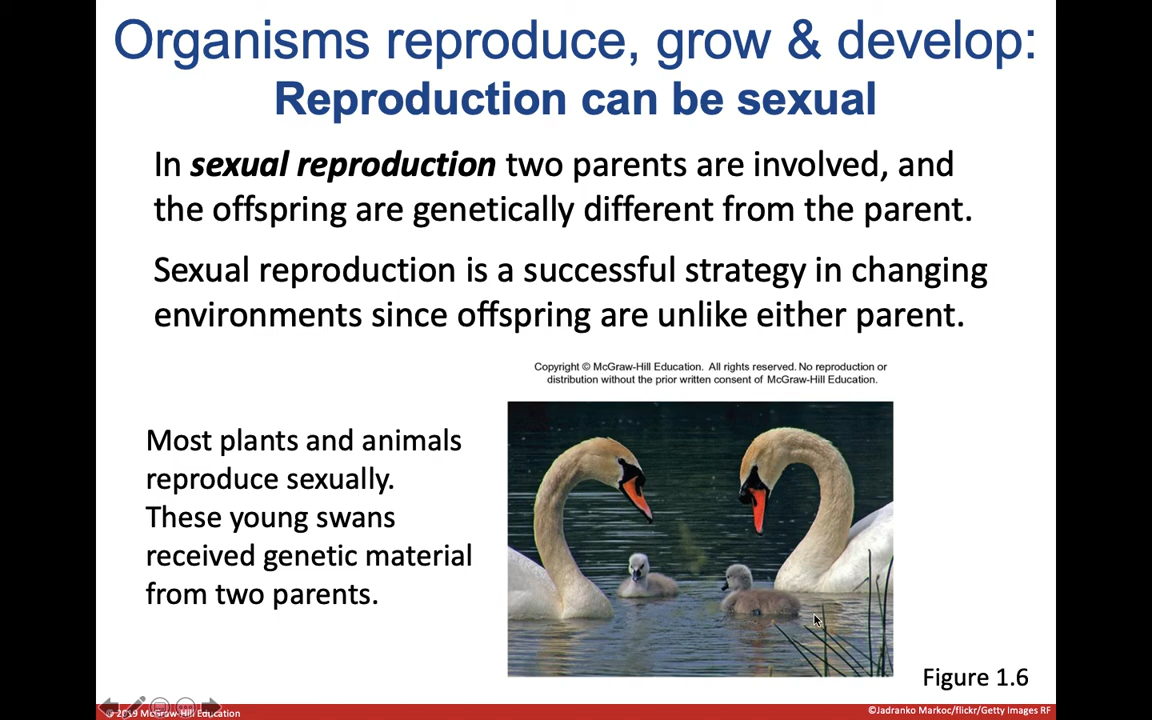 Organisms reproduce, grow & develop:
Reproduction can be sexual
In sexual reproduction two parents are involved, and
the offspring are genetically different from the parent.
Sexual reproduction is a successful strategy in changing
environments since offspring are unlike either parent.
Copyright © McGraw-Hill Education. All rights reserved. No reproduction or
distribution without the prior written consent of McGraw-Hill Education.
Most plants and animals
reproduce sexually.
These young swans
received genetic material
from two parents.
Figure 1.6
© 2019 McGraw-Hill Education
©Jadranko Markoc/flickr/Getty Images RF